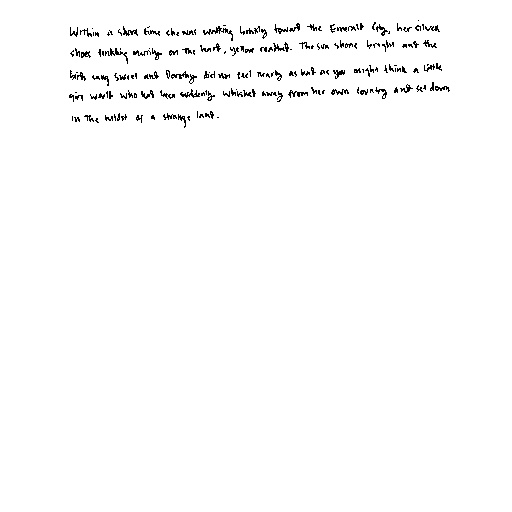 Within a short time she was walking briskly toward the Emerald City, her silver
shoes tinkling merrily on the hard, yellow roadbed. The sun shone bright and the
birds sang sweet and Dorothy did not feel nearly as bad as you might think a little
girl would who had been suddenly whisked away from her own country and set down
in the midst of a strange land.